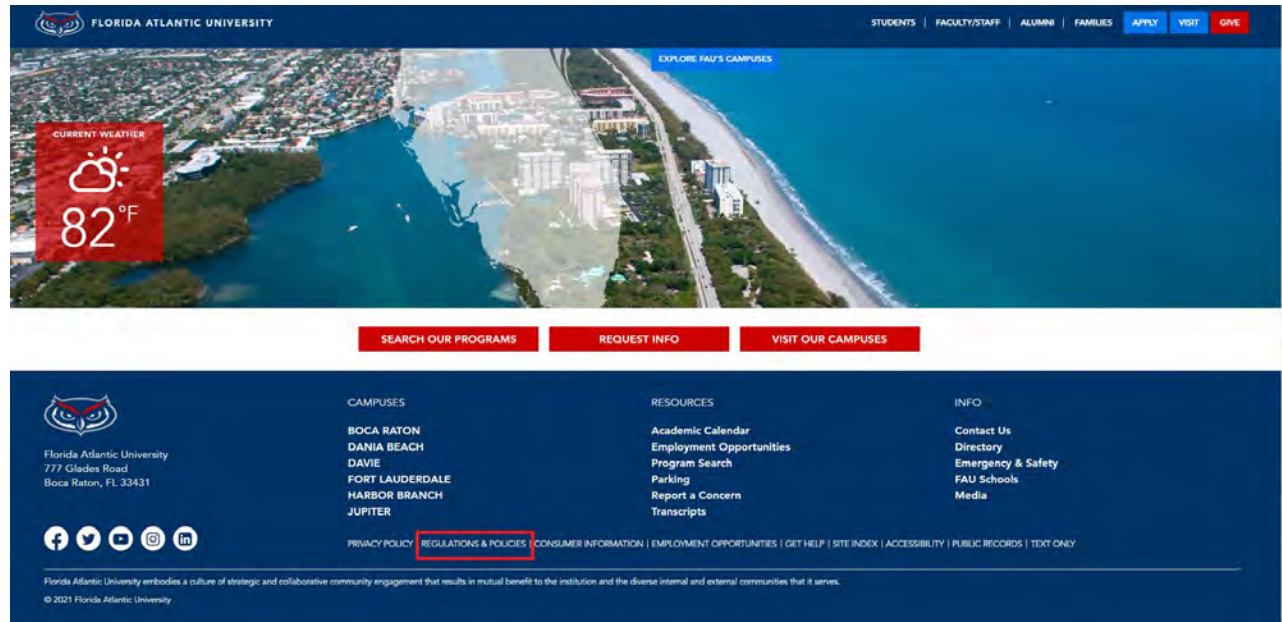 FLORIDA ATLANTIC UNIVERSITY
STUDENTS | FACULTY/STAFF | ALUMNI | FAMILIES APPLY VISIT GIVE
EXPLORE FAU'S CAMPUSES
CURRENT WEATHER
82°F
SEARCH OUR PROGRAMS REQUEST INFO VISIT OUR CAMPUSES
Florida Atlantic University
777 Glades Road
Boca Raton, FL 33431
CAMPUSES
BOCA RATON
DANIA BEACH
DAVIE
FORT LAUDERDALE
HARBOR BRANCH
JUPITER
RESOURCES
Academic Calendar
Employment Opportunities
Program Search
Parking
Report a Concern
Transcripts
INFO
Contact Us
Directory
Emergency & Safety
FAU Schools
Media
PRIVACY POLICY | REGULATIONS & POLICIES | CONSUMER INFORMATION | EMPLOYMENT OPPORTUNITIES | GET HELP | SITE INDEX | ACCESSIBILITY | PUBLIC RECORDS | TEXT ONLY
Florida Atlantic University embodies a culture of strategic and collaborative community engagement that results in mutual benefit to the institution and the diverse internal and external communities that it serves.
© 2021 Florida Atlantic University